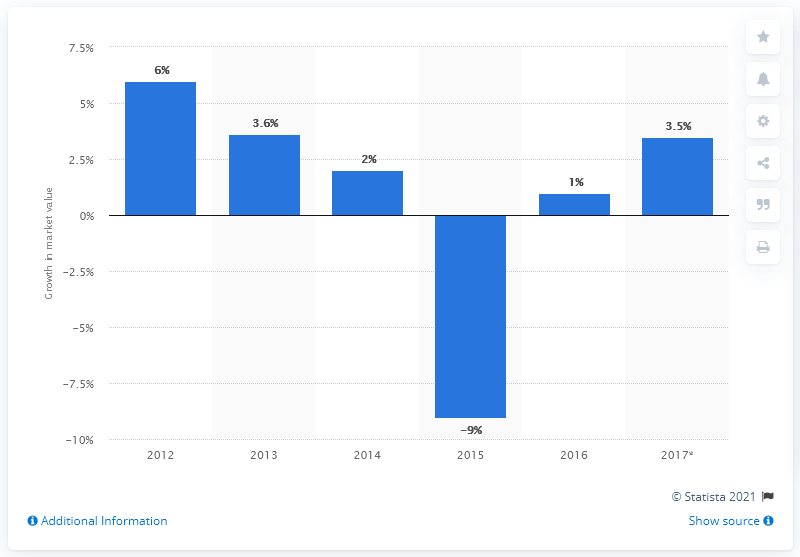 7.5%
5%
2.5%
0%
−2.5%
−5%
−7.5%
−10%
Growth in market value
6%
3.6%
2%
−9%
1%
3.5%
2012 2013 2014 2015 2016 2017*
© Statista 2021
Additional Information
Show source